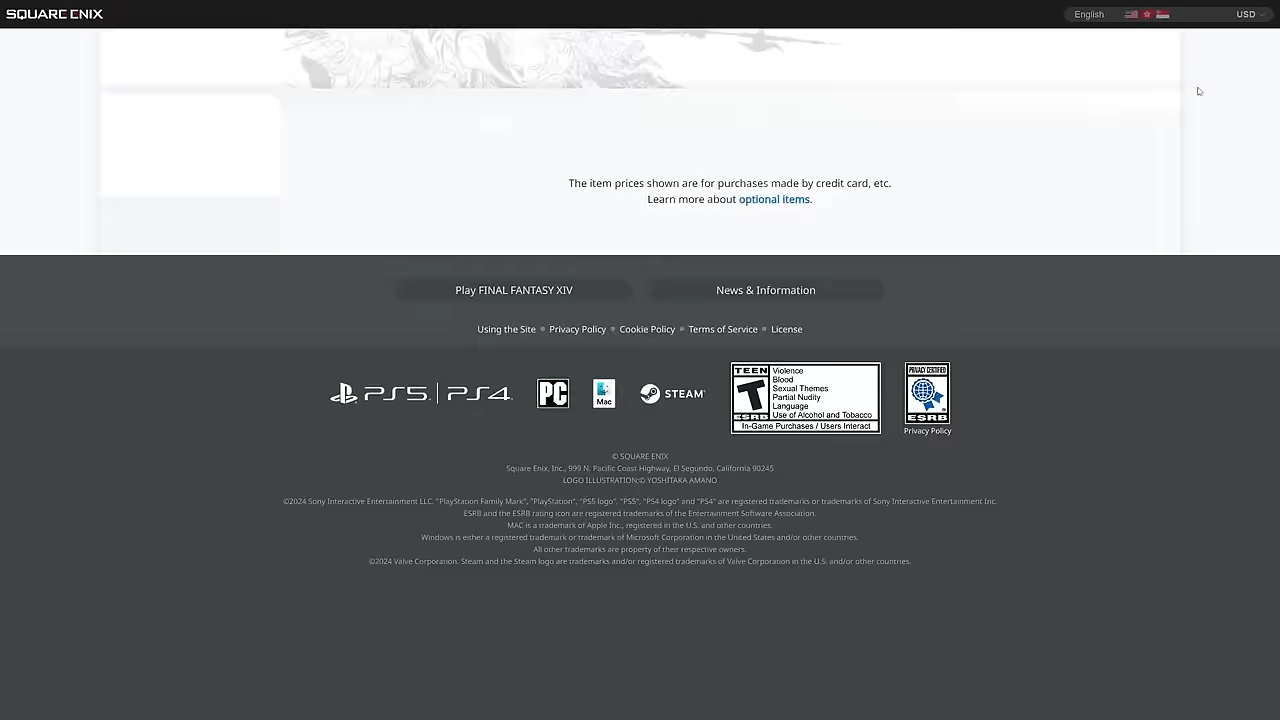 SQUARE ENIX
English
USD
The item prices shown are for purchases made by credit card, etc.
Learn more about optional items.
Play FINAL FANTASY XIV
News & Information
Using the Site
Privacy Policy
Cookie Policy
Terms of Service
License
PS5 PS4
PC
Mac
STEAM
TEEN
T
ESRB
Violence
Blood
Sexual Themes
Partial Nudity
Language
Use of Alcohol and Tobacco
In-Game Purchases / Users Interact
PRIVACY CERTIFIED
ESRB
Privacy Policy
© SQUARE ENIX
Square Enix, Inc., 999 N. Pacific Coast Highway, El Segundo, California 90245
LOGO ILLUSTRATION:© YOSHITAKA AMANO
©2024 Sony Interactive Entertainment LLC. "PlayStation Family Mark", "PlayStation", "PS5 logo", "PS5", "PS4 logo" and "PS4" are registered trademarks or trademarks of Sony Interactive Entertainment Inc.
ESRB and the ESRB rating icon are registered trademarks of the Entertainment Software Association.
MAC is a trademark of Apple Inc., registered in the U.S. and other countries.
Windows is either a registered trademark or trademark of Microsoft Corporation in the United States and/or other countries.
All other trademarks are property of their respective owners.
©2024 Valve Corporation. Steam and the Steam logo are trademarks and/or registered trademarks of Valve Corporation in the U.S. and/or other countries.